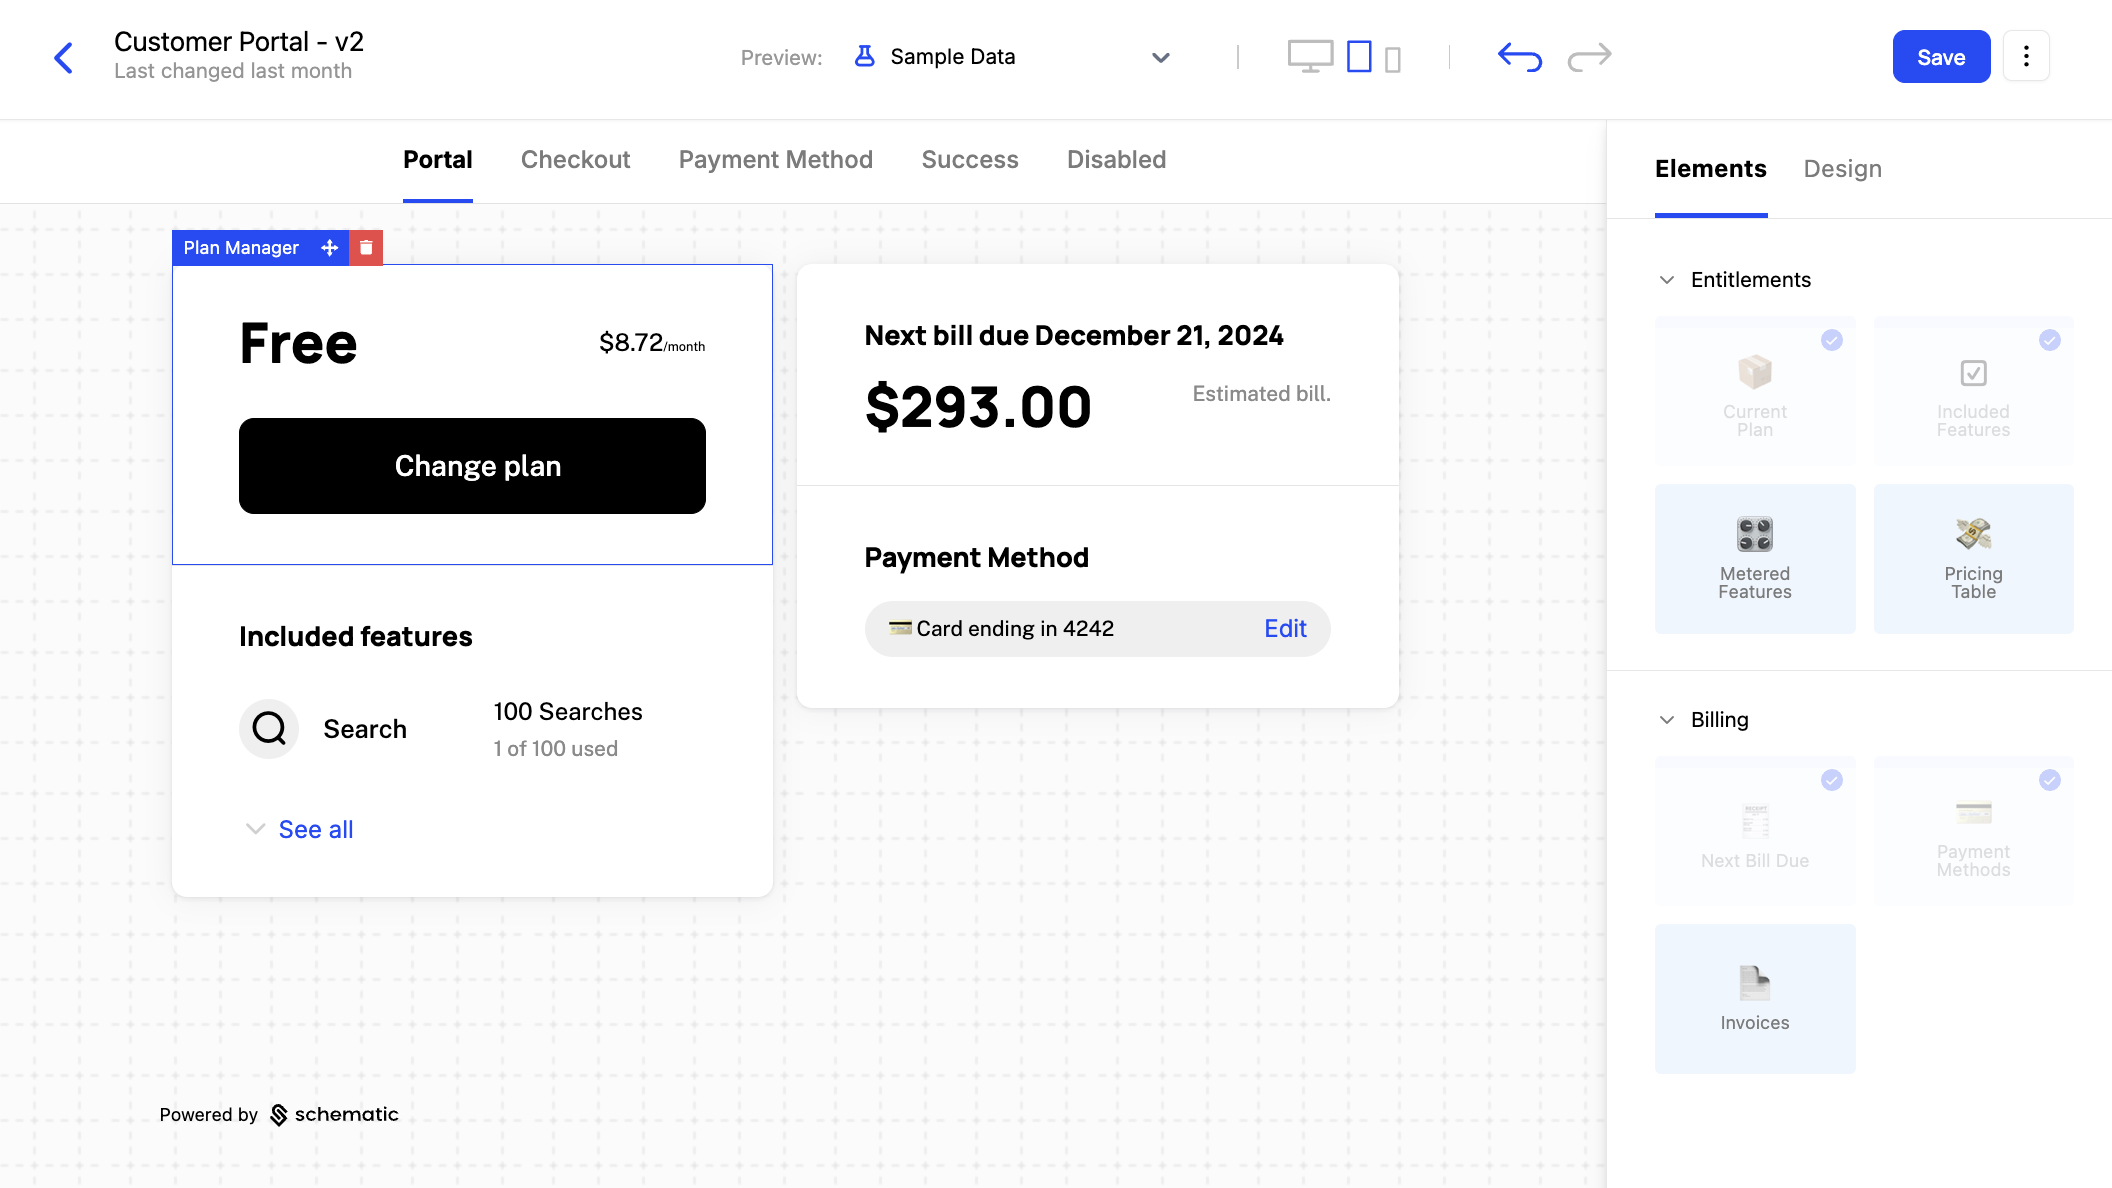 Customer Portal - v2
Last changed last month
Preview:
Sample Data
Save
Portal
Checkout
Payment Method
Success
Disabled
Elements
Design
Plan Manager
Free
$8.72/month
Change plan
Included features
Search
100 Searches
1 of 100 used
See all
Next bill due December 21, 2024
$293.00
Estimated bill.
Payment Method
Card ending in 4242
Edit
Powered by schematic
Entitlements
Current
Plan
Included
Features
Metered
Features
Pricing
Table
Billing
Next Bill Due
Payment
Methods
Invoices